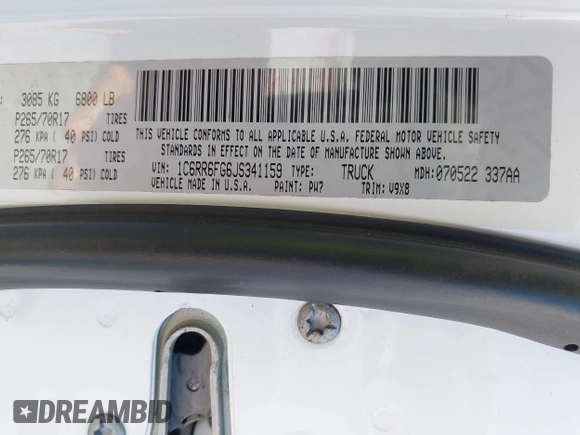 : 3085 KG 6800 LB
P265/70R17 TIRES
276 KPA ( 40 PSI) COLD
P265/70R17 TIRES
276 KPA ( 40 PSI) COLD
THIS VEHICLE CONFORMS TO ALL APPLICABLE U.S.A. FEDERAL MOTOR VEHICLE SAFETY
STANDARDS IN EFFECT ON THE DATE OF MANUFACTURE SHOWN ABOVE.
VIN: 1C6RR6FG6JS341159 TYPE: TRUCK MDH: 070522 337AA
VEHICLE MADE IN U.S.A. PAINT: PW7 TRIM: V9X8
DREAMBID